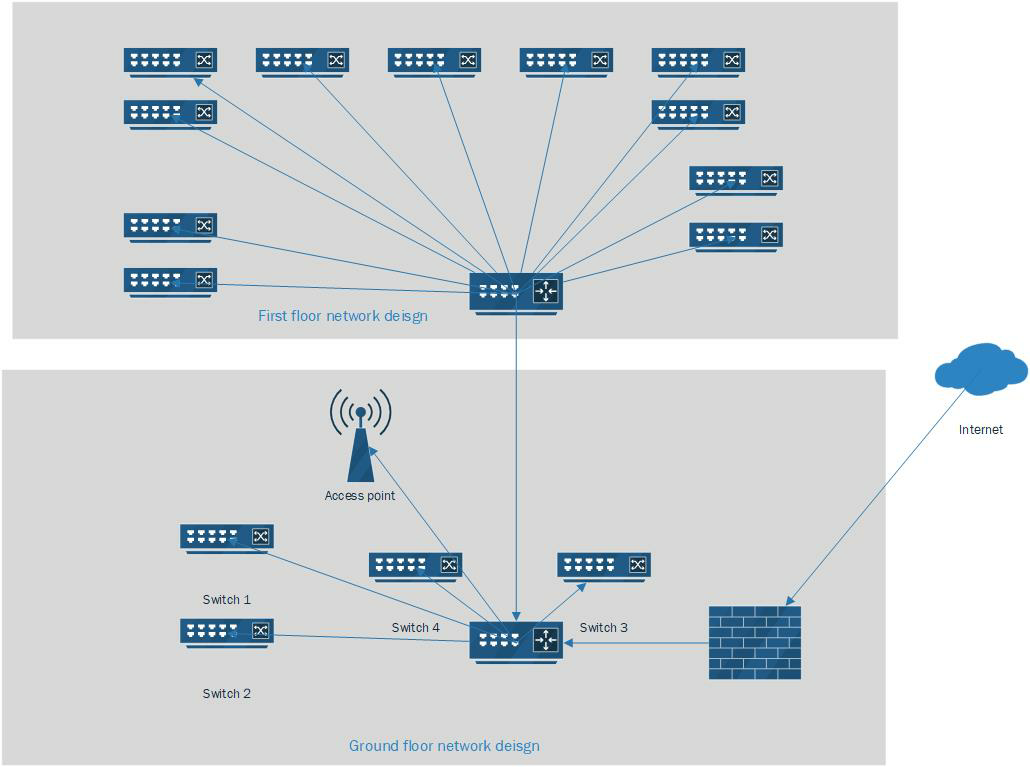 First floor network deisgn
Internet
Access point
Switch 1
Switch 4
Switch 3
Switch 2
Ground floor network deisgn